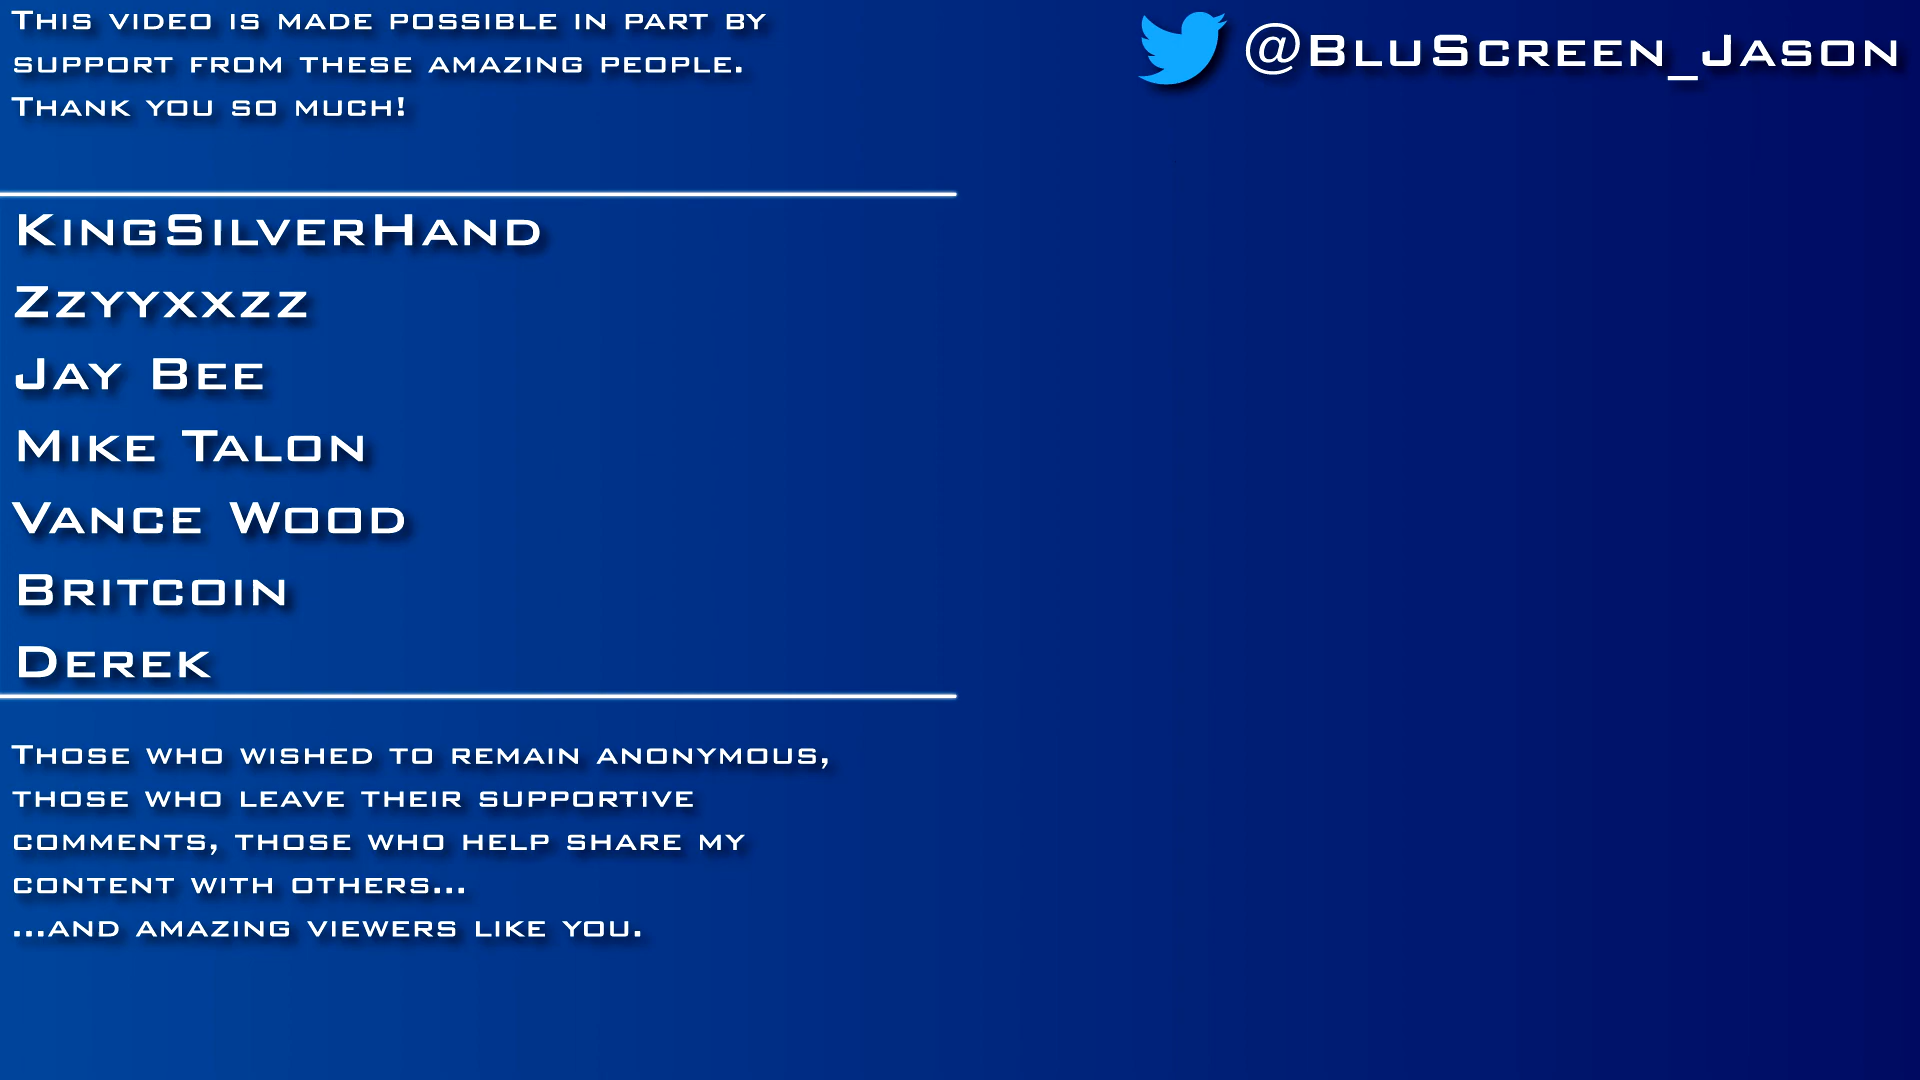 This video is made possible in part by
support from these amazing people.
Thank you so much!
@BluScreen_Jason
KingSilverHand
Zzyyxxzz
Jay Bee
Mike Talon
Vance Wood
Britcoin
Derek
Those who wished to remain anonymous,
those who leave their supportive
comments, those who help share my
content with others...
...and amazing viewers like you.